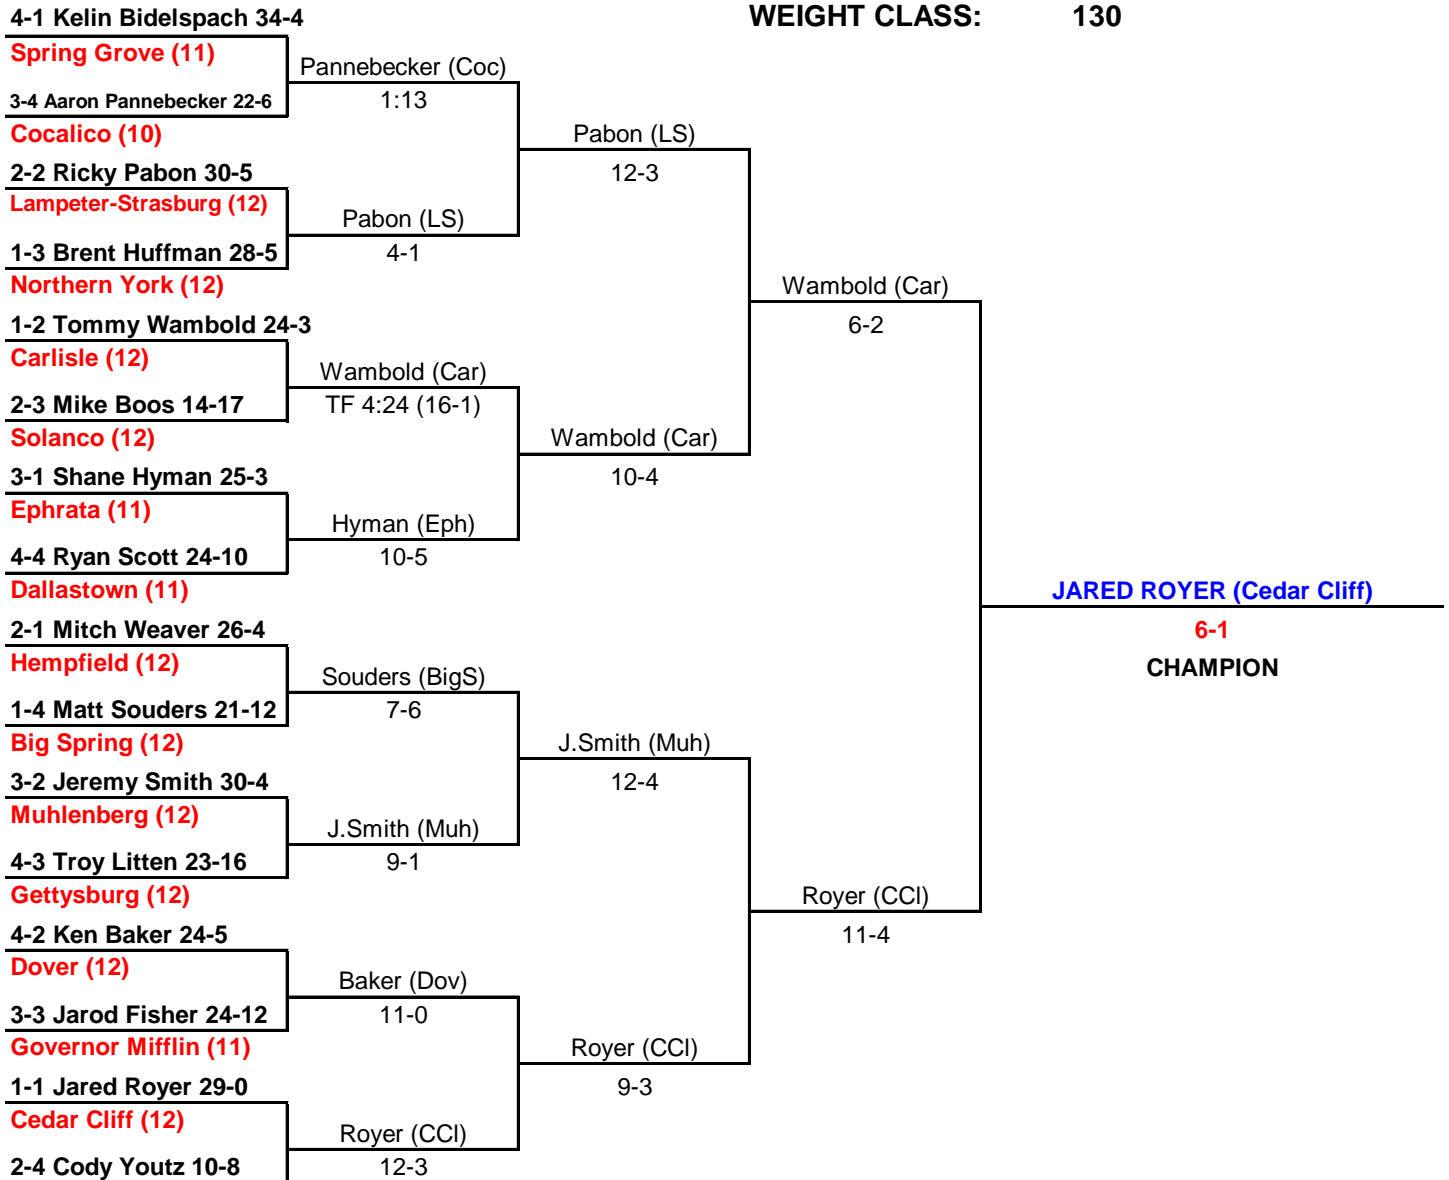 4-1 Kelin Bidelspach 34-4
WEIGHT CLASS: 130
Spring Grove (11)
Pannebecker (Coc)
3-4 Aaron Pannebecker 22-6
1:13
Cocalico (10)
Pabon (LS)
2-2 Ricky Pabon 30-5
12-3
Lampeter-Strasburg (12)
Pabon (LS)
1-3 Brent Huffman 28-5
4-1
Northern York (12)
Wambold (Car)
1-2 Tommy Wambold 24-3
6-2
Carlisle (12)
Wambold (Car)
2-3 Mike Boos 14-17
TF 4:24 (16-1)
Solanco (12)
Wambold (Car)
3-1 Shane Hyman 25-3
10-4
Ephrata (11)
Hyman (Eph)
4-4 Ryan Scott 24-10
10-5
Dallastown (11)
JARED ROYER (Cedar Cliff)
2-1 Mitch Weaver 26-4
6-1
Hempfield (12)
CHAMPION
Souders (BigS)
1-4 Matt Souders 21-12
7-6
Big Spring (12)
J.Smith (Muh)
3-2 Jeremy Smith 30-4
12-4
Muhlenberg (12)
J.Smith (Muh)
4-3 Troy Litten 23-16
9-1
Gettysburg (12)
Royer (CCl)
4-2 Ken Baker 24-5
11-4
Dover (12)
Baker (Dov)
3-3 Jarod Fisher 24-12
11-0
Governor Mifflin (11)
Royer (CCl)
1-1 Jared Royer 29-0
9-3
Cedar Cliff (12)
Royer (CCl)
2-4 Cody Youtz 10-8
12-3